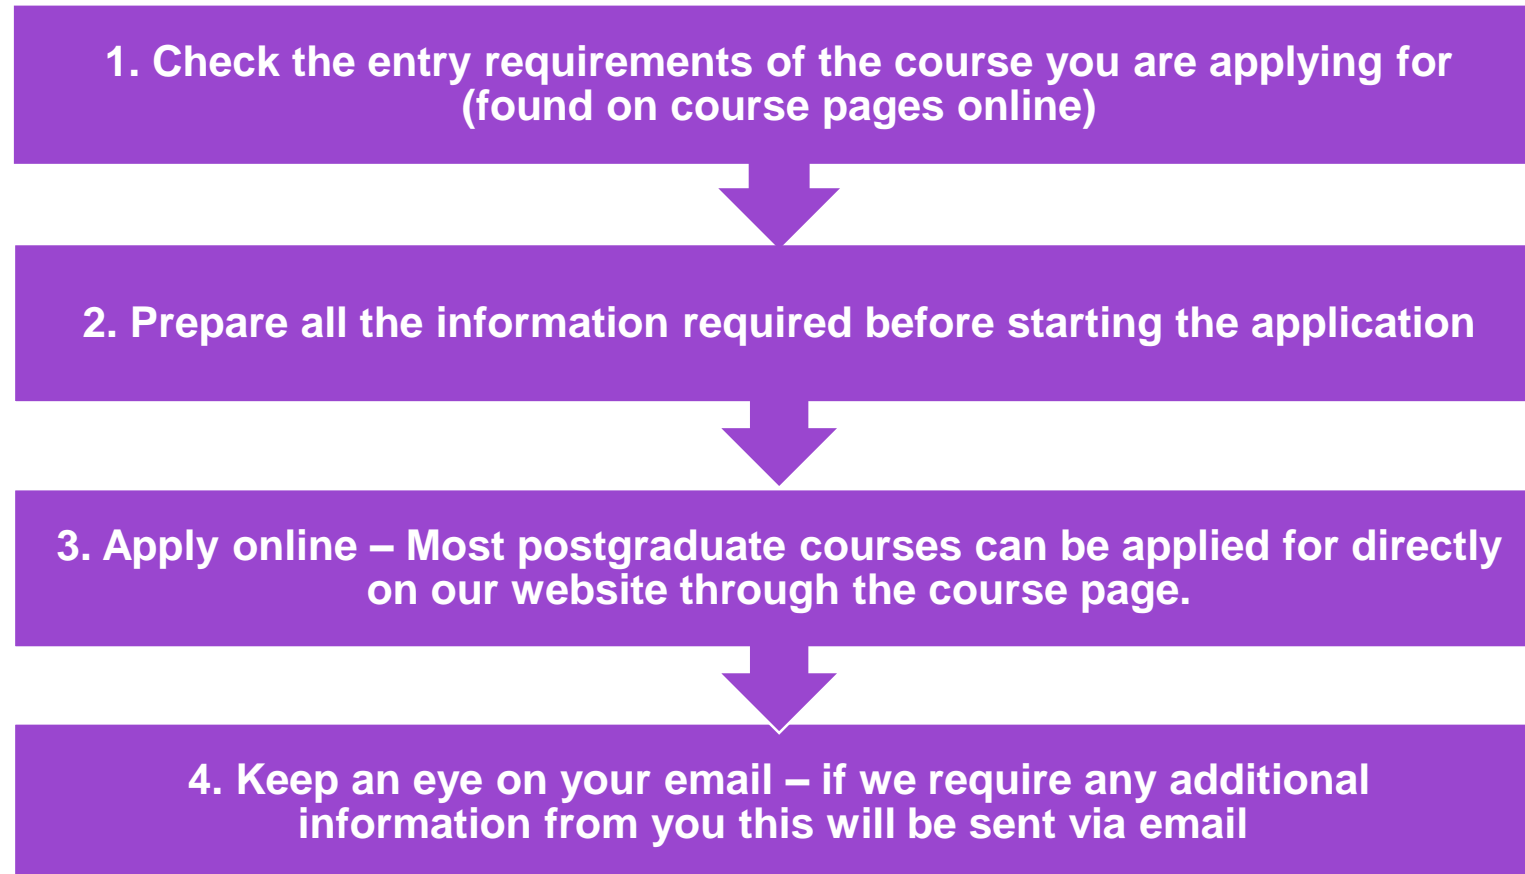 1. Check the entry requirements of the course you are applying for
(found on course pages online)
2. Prepare all the information required before starting the application
3. Apply online – Most postgraduate courses can be applied for directly
on our website through the course page.
4. Keep an eye on your email – if we require any additional
information from you this will be sent via email